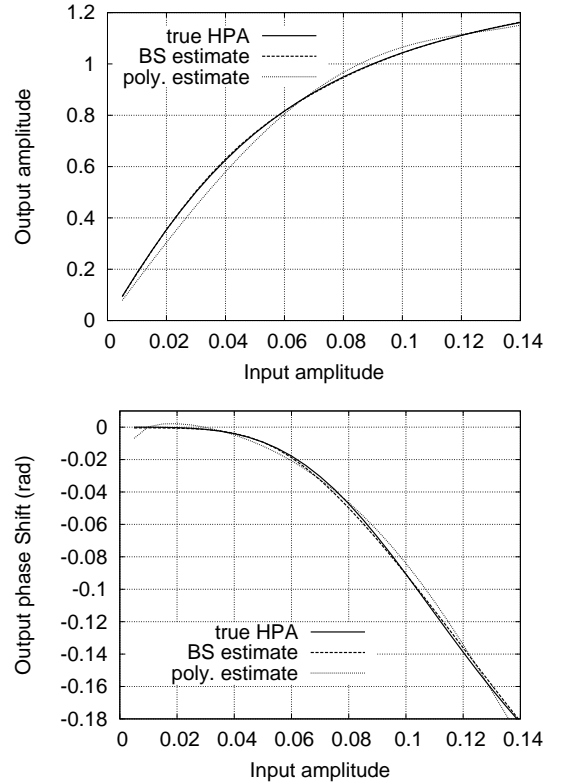 1.2
1
0.8
0.6
0.4
0.2
0
true HPA
BS estimate
poly. estimate
Output amplitude
0 0.02 0.04 0.06 0.08 0.1 0.12 0.14
Input amplitude
0
-0.02
-0.04
-0.06
-0.08
-0.1
-0.12
-0.14
-0.16
-0.18
Output phase Shift (rad)
true HPA
BS estimate
poly. estimate
0 0.02 0.04 0.06 0.08 0.1 0.12 0.14
Input amplitude